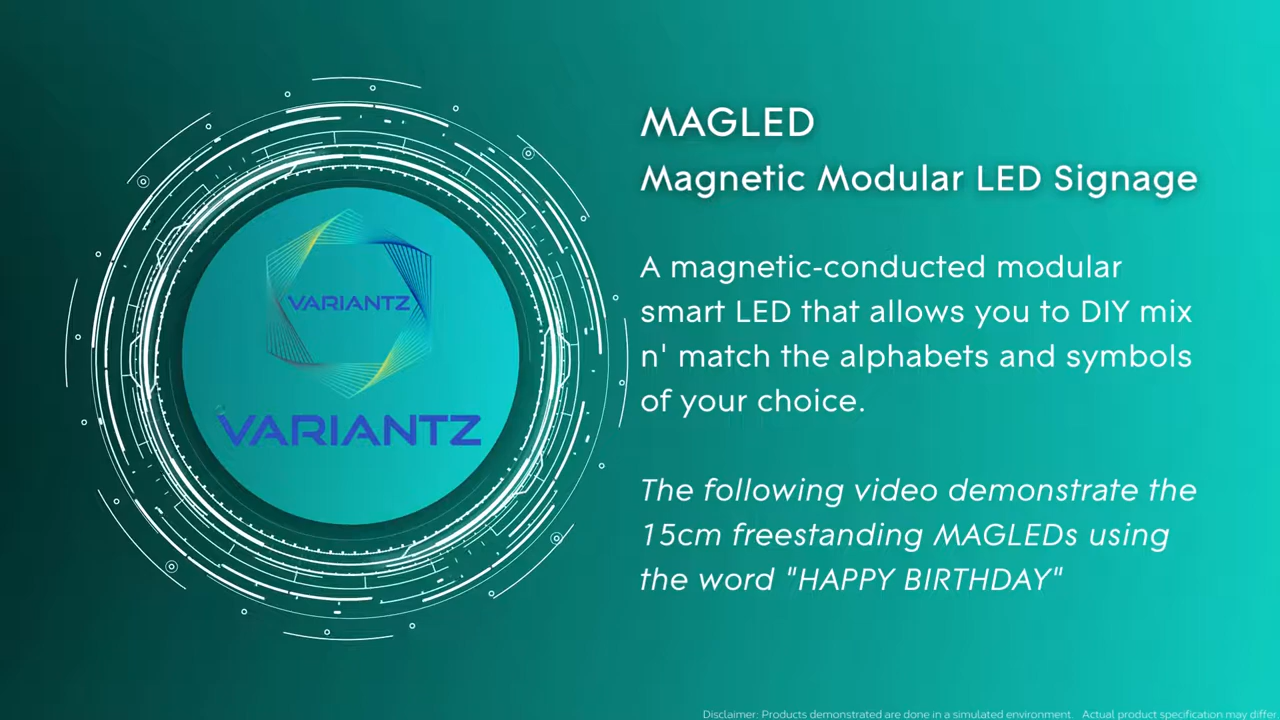 MAGLED
Magnetic Modular LED Signage
A magnetic-conducted modular
smart LED that allows you to DIY mix
n' match the alphabets and symbols
of your choice.
The following video demonstrate the
15cm freestanding MAGLEDs using
the word "HAPPY BIRTHDAY"
VARIANTZ
VARIANTZ
Disclaimer: Products demonstrated are done in a simulated environment. Actual product specification may differ